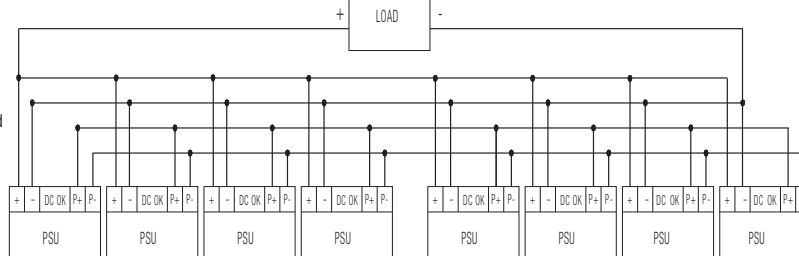 + LOAD -
d
+ - DC OK P+ P- + - DC OK P+ P- + - DC OK P+ P- + - DC OK P+ P- + - DC OK P+ P- + - DC OK P+ P- + - DC OK P+ P- + - DC OK P+
PSU PSU PSU PSU PSU PSU PSU PSU